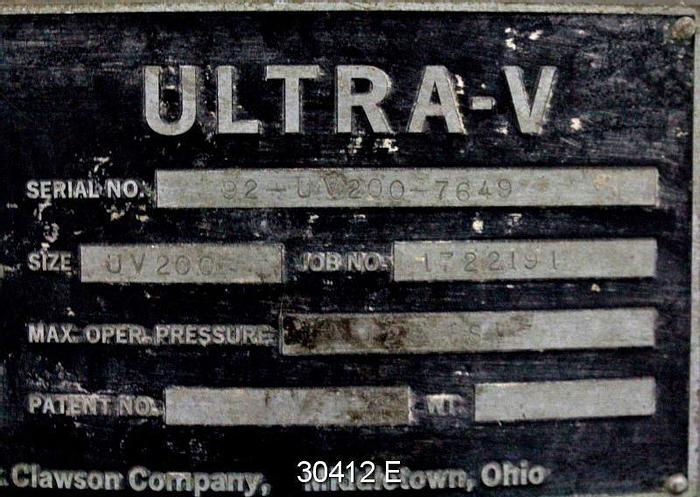 ULTRA-V
SERIAL NO. 92-UV200-7649
SIZE UV200 JOB NO. 1722191
MAX. OPER. PRESSURE
PATENT NO. WT.
Clawson Company, Middletown, Ohio
30412 E